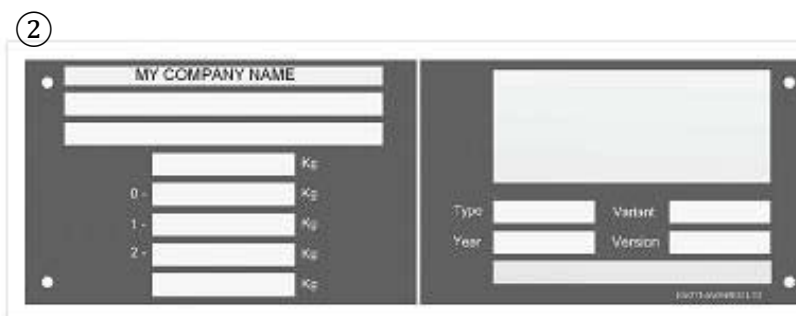 ②
MY COMPANY NAME
Kg
0 - Kg
1 - Kg
2 - Kg
Kg
Type Variant
Year Version